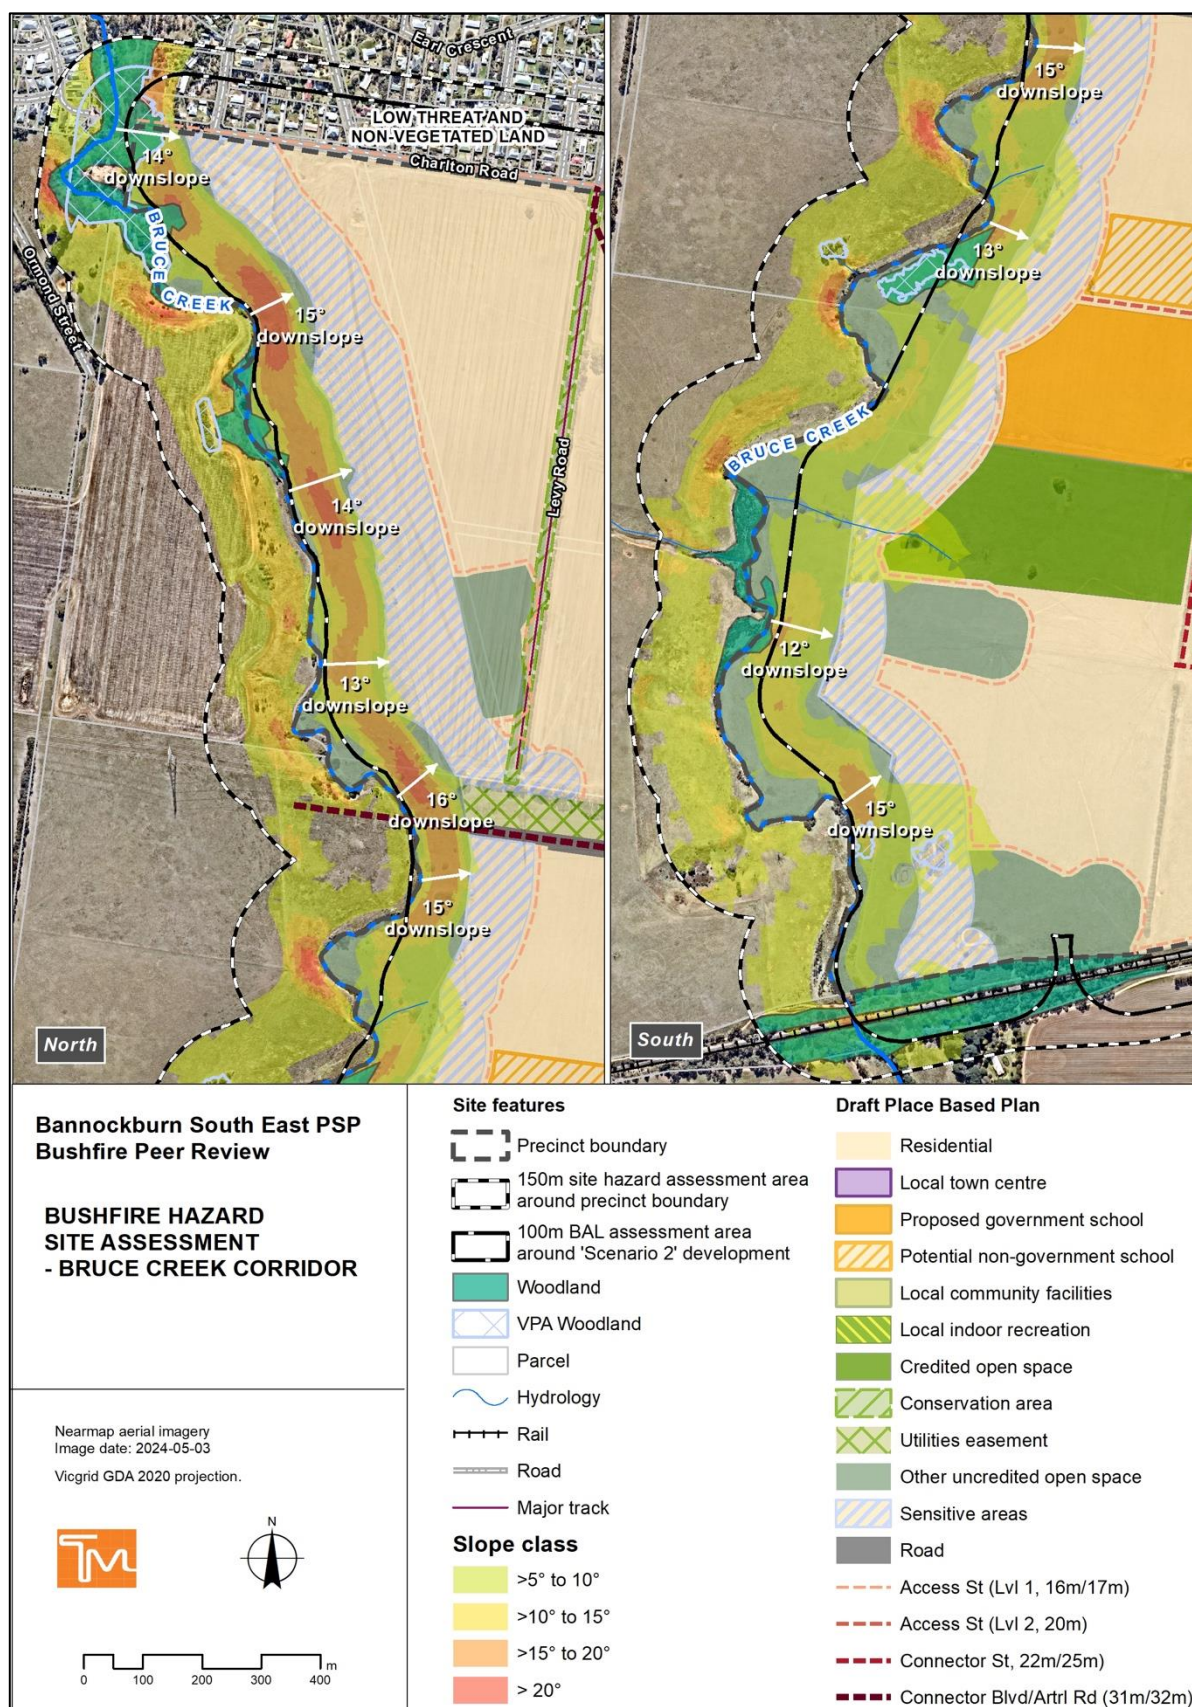 Earl Crescent
LOW THREAT AND
NON-VEGETATED LAND
Charlton Road
14°
downslope
BRUCE
CREEK
Ormond Street
15°
downslope
14°
downslope
Levy Road
13°
downslope
16°
downslope
15°
downslope
North
15°
downslope
13°
downslope
BRUCE CREEK
12°
downslope
15°
downslope
South
Bannockburn South East PSP
Bushfire Peer Review
BUSHFIRE HAZARD
SITE ASSESSMENT
- BRUCE CREEK CORRIDOR
Nearmap aerial imagery
Image date: 2024-05-03
Vicgrid GDA 2020 projection.
TM
N
0 100 200 300 400 m
Site features
Precinct boundary
150m site hazard assessment area
around precinct boundary
100m BAL assessment area
around 'Scenario 2' development
Woodland
VPA Woodland
Parcel
Hydrology
Rail
Road
Major track
Slope class
>5° to 10°
>10° to 15°
>15° to 20°
> 20°
Draft Place Based Plan
Residential
Local town centre
Proposed government school
Potential non-government school
Local community facilities
Local indoor recreation
Credited open space
Conservation area
Utilities easement
Other uncredited open space
Sensitive areas
Road
Access St (Lvl 1, 16m/17m)
Access St (Lvl 2, 20m)
Connector St, 22m/25m)
Connector Blvd/Artrl Rd (31m/32m)